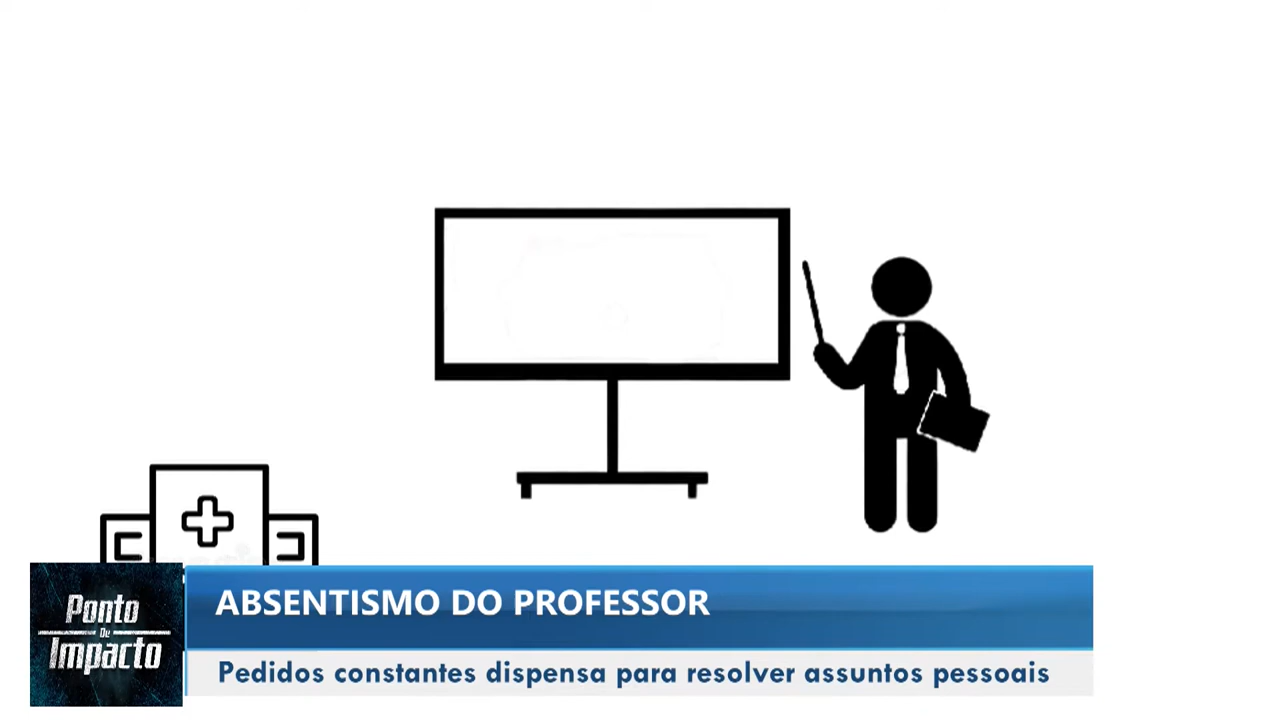 ABSENTISMO DO PROFESSOR
Ponto
De
Impacto
Pedidos constantes dispensa para resolver assuntos pessoais